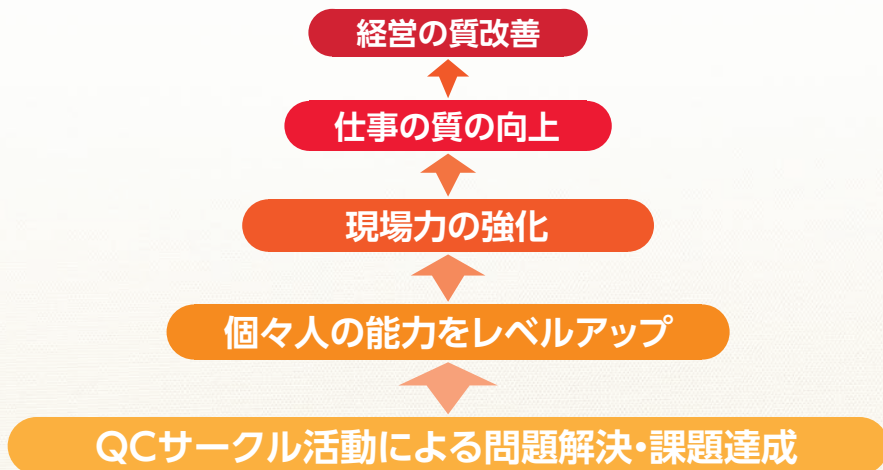 経営の質改善
仕事の質の向上
現場力の強化
個々人の能力をレベルアップ
QCサークル活動による問題解決・課題達成